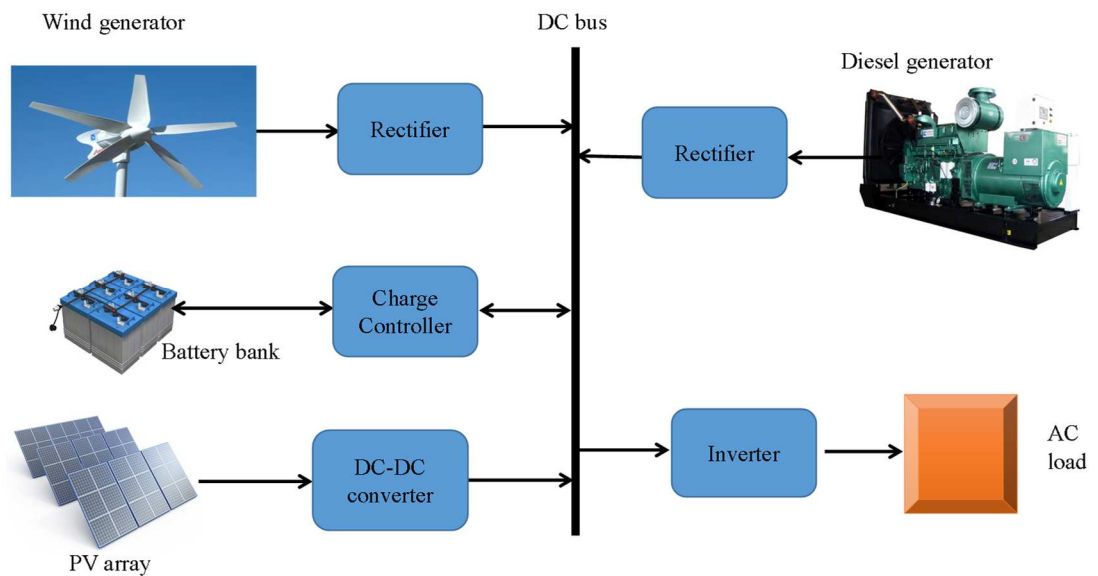 Wind generator
DC bus
Diesel generator
Rectifier
Rectifier
Charge
Controller
Battery bank
DC-DC
converter
Inverter
AC
load
PV array